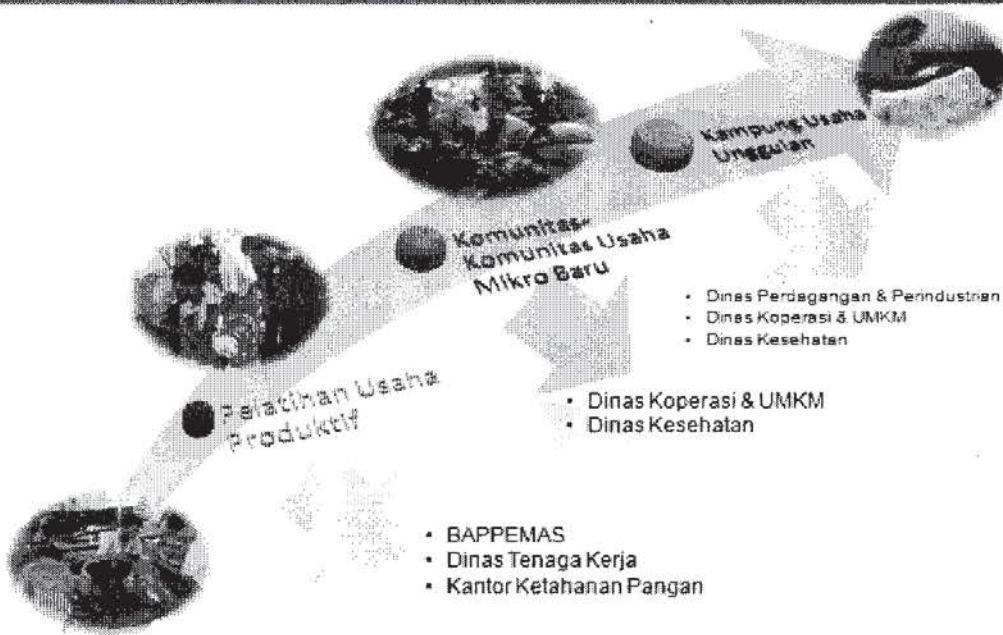 Kampung Usaha
Unggulan
Komunitas-
Komunitas Usaha
Mikro Baru
• Dinas Perdagangan & Perindustrian
• Dinas Koperasi & UMKM
• Dinas Kesehatan
Pelatihan Usaha
Produktif
• Dinas Koperasi & UMKM
• Dinas Kesehatan
• BAPPEMAS
• Dinas Tenaga Kerja
• Kantor Ketahanan Pangan